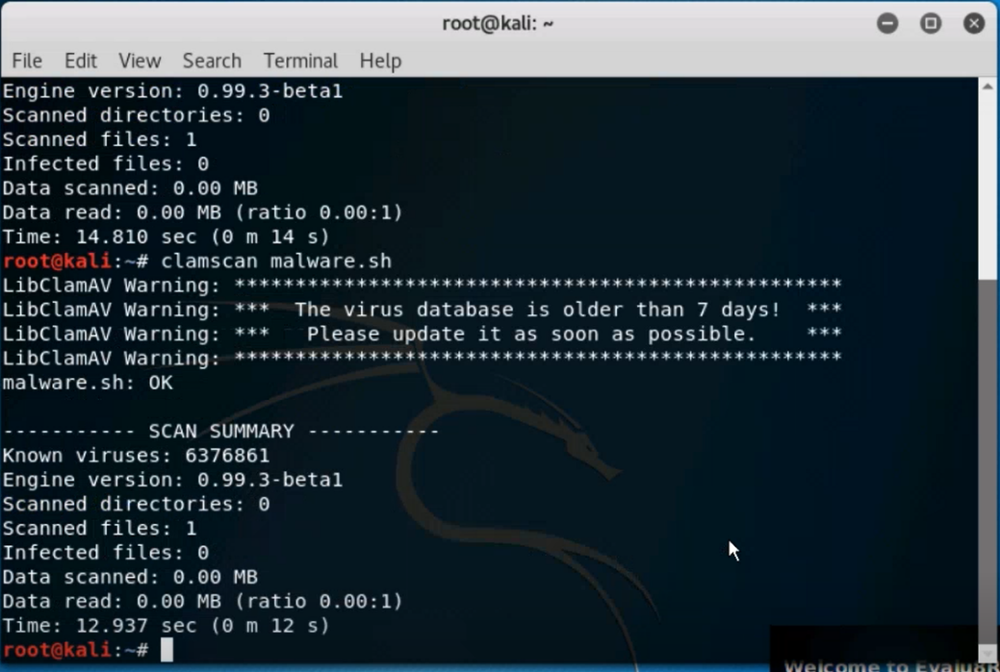 root@kali: ~
File Edit View Search Terminal Help
Engine version: 0.99.3-beta1
Scanned directories: 0
Scanned files: 1
Infected files: 0
Data scanned: 0.00 MB
Data read: 0.00 MB (ratio 0.00:1)
Time: 14.810 sec (0 m 14 s)
root@kali:~# clamscan malware.sh
LibClamAV Warning: **************************************************
LibClamAV Warning: ***  The virus database is older than 7 days!  ***
LibClamAV Warning: ***   Please update it as soon as possible.    ***
LibClamAV Warning: **************************************************
malware.sh: OK
----------- SCAN SUMMARY -----------
Known viruses: 6376861
Engine version: 0.99.3-beta1
Scanned directories: 0
Scanned files: 1
Infected files: 0
Data scanned: 0.00 MB
Data read: 0.00 MB (ratio 0.00:1)
Time: 12.937 sec (0 m 12 s)
root@kali:~#
Welcome to